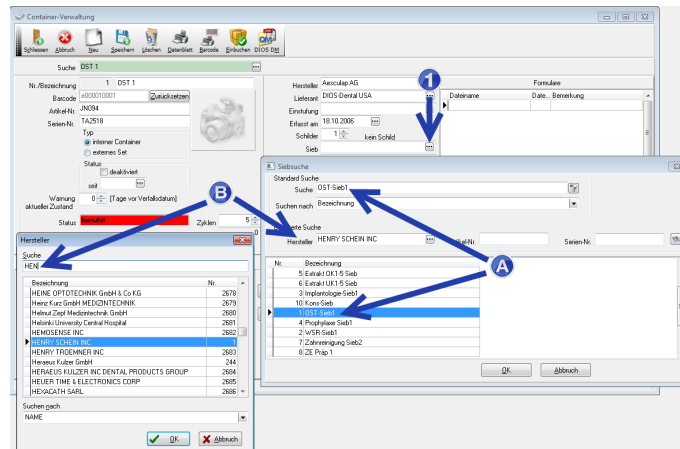 Container-Verwaltung
Schliessen Abbruch Neu Speichern Löschen Datenblatt Barcode Einbuchen DIOS DM
Suche DST 1
Nr./Bezeichnung 1 DST 1
Barcode e000010001 Zurücksetzen
Artikel-Nr. JN094
Serien-Nr. TA2518
Typ
interner Container
externes Set
Status
deaktiviert
seit
Warnung 0 [Tage vor Verfallsdatum]
aktueller Zustand
Status benutzt Zyklen 5
Hersteller Aesculap AG
Lieferant DIOS-Dental USA
Einstufung
Erfasst am 18.10.2006
Schilder 1 kein Schild
Sieb
Formulare
Dateiname Date... Bemerkung
1
Siebsuche
Standard Suche
Suche OST-Sieb1
Suchen nach Bezeichnung
Suche
Hersteller HENRY SCHEIN INC
Serien-Nr.
Nr. Bezeichnung
5 Extrakt OK1-5 Sieb
6 Extrakt UK1-5 Sieb
3 Implantologie-Sieb1
10 Kons-Sieb
1 OST-Sieb1
4 Prophylaxe Sieb1
2 WSR-Sieb1
7 Zahnreinigung Sieb2
8 ZE Präp 1
OK Abbruch
A
B
Hersteller
Suche
HEN
Bezeichnung Nr.
HEINE OPTOTECHNIK GmbH & Co KG 2678
Heinz Kurz GmbH MEDIZINTECHNIK 2679
Helmut Zepf Medizintechnik GmbH 2680
Helsinki University Central Hospital 2681
HEMOSENSE INC 2682
HENRY SCHEIN INC 1
HENRY TROEMNER INC 2683
Heraeus Kulzer GmbH 244
HERAEUS KULZER INC DENTAL PRODUCTS GROUP 2684
HEUER TIME & ELECTRONICS CORP 2685
HEXACATH SARL 2686
Suchen nach
NAME
OK Abbruch